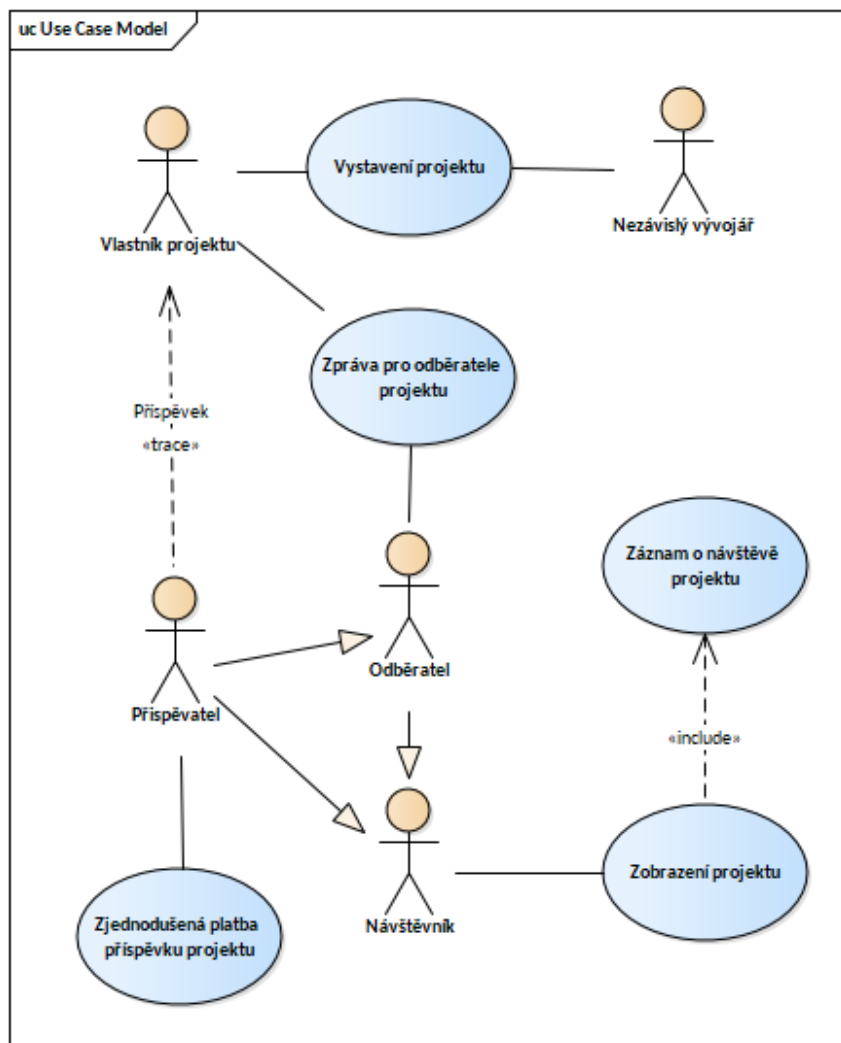 uc Use Case Model
Vystavení projektu
Vlastník projektu
Nezávislý vývojář
Zpráva pro odběratele
projektu
Příspěvek
«trace»
Záznam o návštěvě
projektu
Odběratel
Přispěvatel
«include»
Zobrazení projektu
Návštěvník
Zjednodušená platba
příspěvku projektu